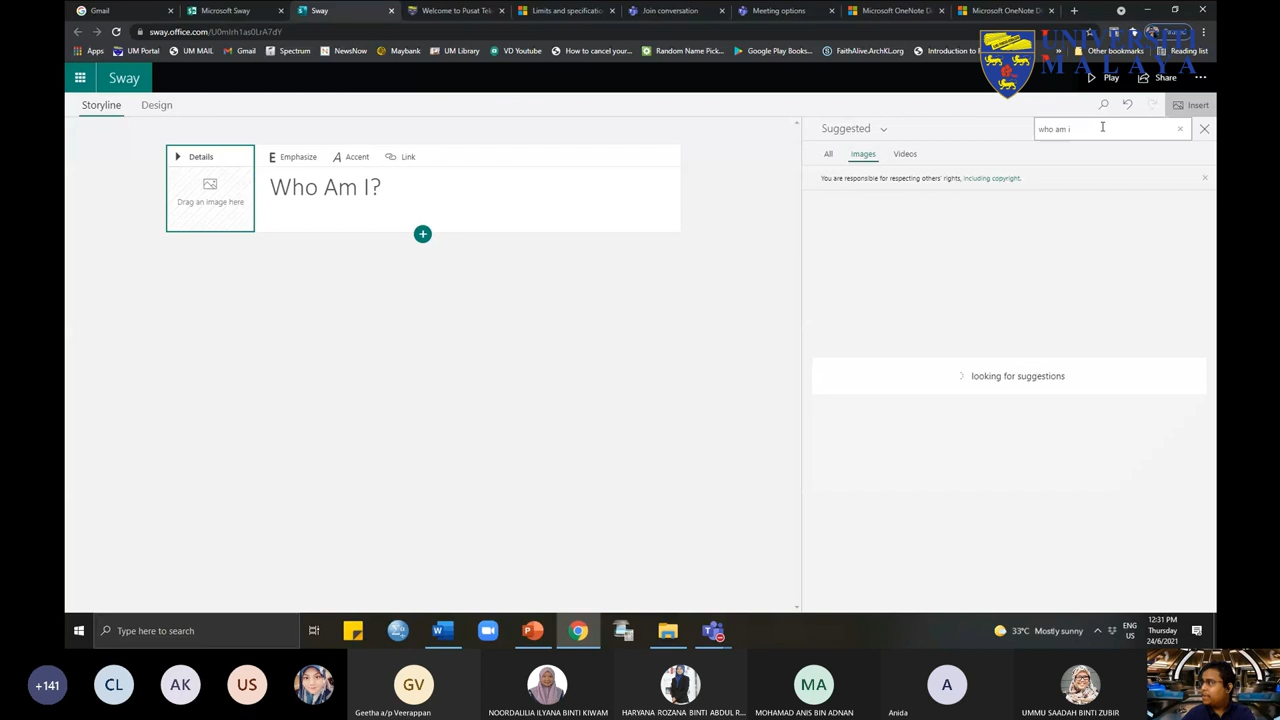 Gmail
Microsoft Sway
Sway
Welcome to Pusat Tek
Limits and specificatio
Join conversation
Meeting options
Microsoft OneNote D
Microsoft OneNote D
sway.office.com/U0mIrh1as0LrA7dY
Apps
UM Portal
UM MAIL
Gmail
Spectrum
NewsNow
Maybank
UM Library
VD Youtube
How to cancel your...
Random Name Pick...
Google Play Books...
FaithAlive.ArchKL.org
Introduction to
Other bookmarks
Reading list
UNIVERSITI
MALAYA
Sway
Play
Share
Storyline
Design
Insert
Details
Emphasize
Accent
Link
Drag an image here
Who Am I?
Suggested
who am i
All
Images
Videos
You are responsible for respecting others' rights, including copyright.
looking for suggestions
Type here to search
33°C Mostly sunny
ENG
US
12:31 PM
Thursday
24/6/2021
+141
CL
AK
US
GV
Geetha a/p Veerappan
NOORDALILIA ILYANA BINTI KIWAM
HARYANA ROZANA BINTI ABDUL R...
MA
MOHAMAD ANIS BIN ADNAN
A
Anida
UMMU SAADAH BINTI ZUBIR